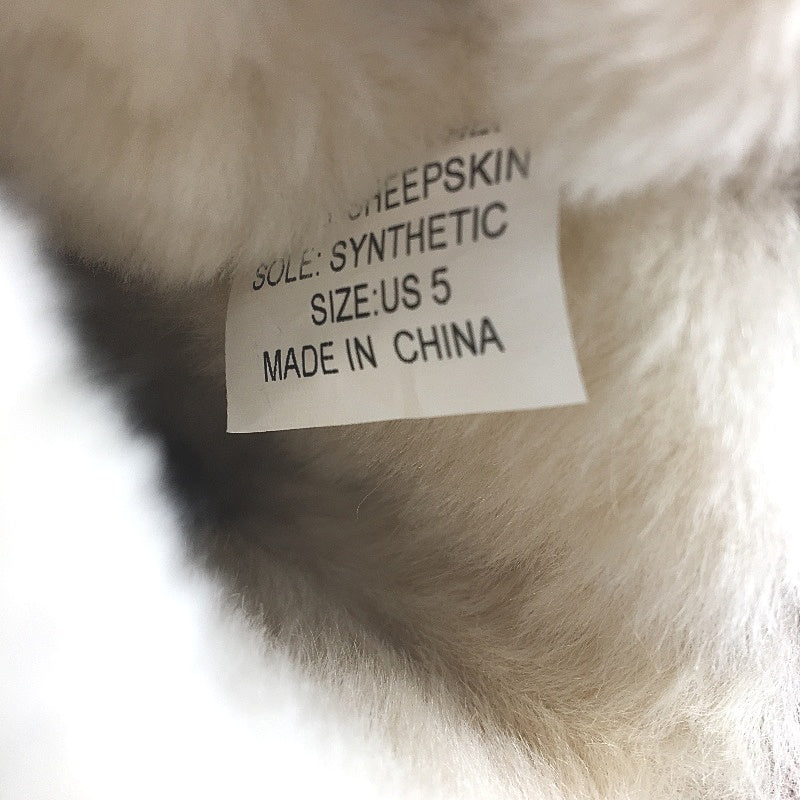 SHEEPSKIN
SOLE: SYNTHETIC
SIZE:US 5
MADE IN CHINA